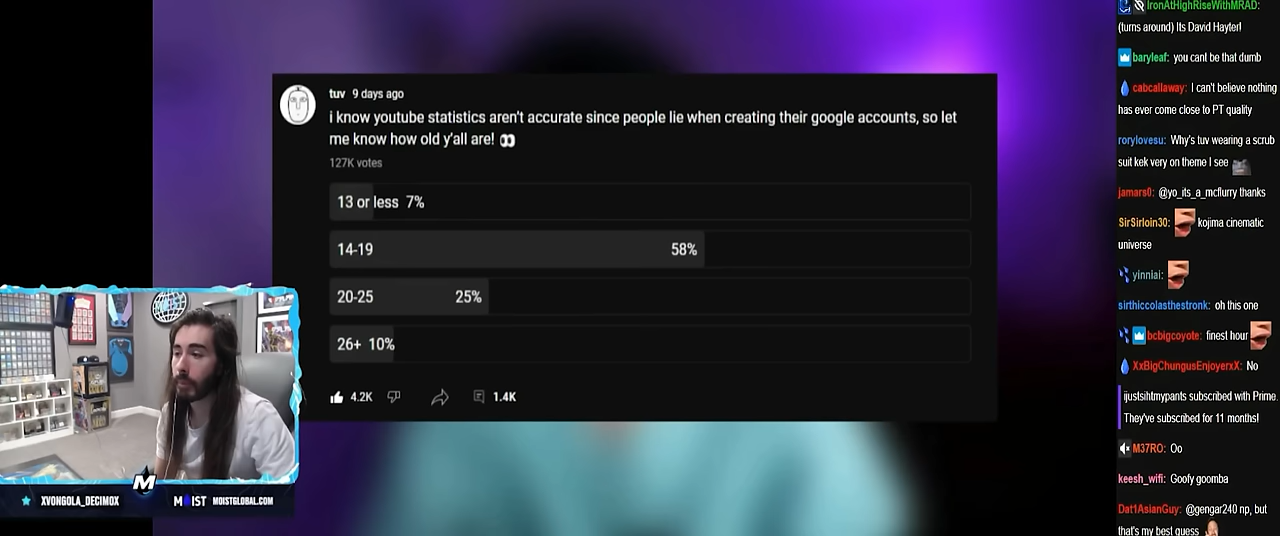 tuv 9 days ago
i know youtube statistics aren't accurate since people lie when creating their google accounts, so let
me know how old y'all are! 👀
127K votes
13 or less 7%
14-19 58%
20-25 25%
26+ 10%
4.2K 1.4K
XVONGOLA_DECIMOX MOIST MOISTGLOBAL.COM
IronAtHighRiseWithMRAD:
(turns around) Its David Hayter!
baryleaf: you cant be that dumb
cabcallaway: I can't believe nothing
has ever come close to PT quality
rorylovesu: Why's tuv wearing a scrub
suit kek very on theme I see
jamars0: @yo_its_a_mcflurry thanks
SirSirloin30: kojima cinematic
universe
yinniai:
sirthiccolasthestronk: oh this one
bcbigcoyote: finest hour
XxBigChungusEnjoyerxX: No
ijustsihtmypants subscribed with Prime.
They've subscribed for 11 months!
M37RO: Oo
keesh_wifi: Goofy goomba
Dat1AsianGuy: @gengar240 np, but
that's my best guess